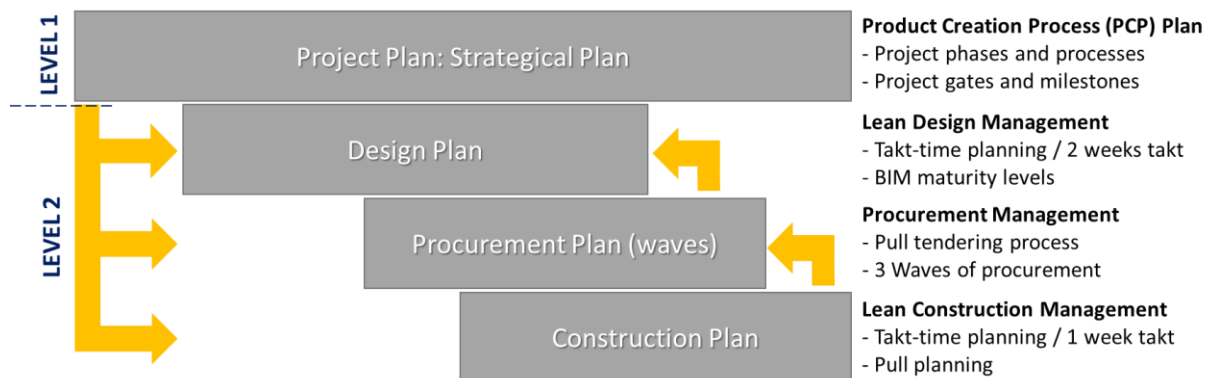 LEVEL 1
Project Plan: Strategical Plan
Product Creation Process (PCP) Plan
- Project phases and processes
- Project gates and milestones
LEVEL 2
Design Plan
Lean Design Management
- Takt-time planning / 2 weeks takt
- BIM maturity levels
Procurement Plan (waves)
Procurement Management
- Pull tendering process
- 3 Waves of procurement
Construction Plan
Lean Construction Management
- Takt-time planning / 1 week takt
- Pull planning